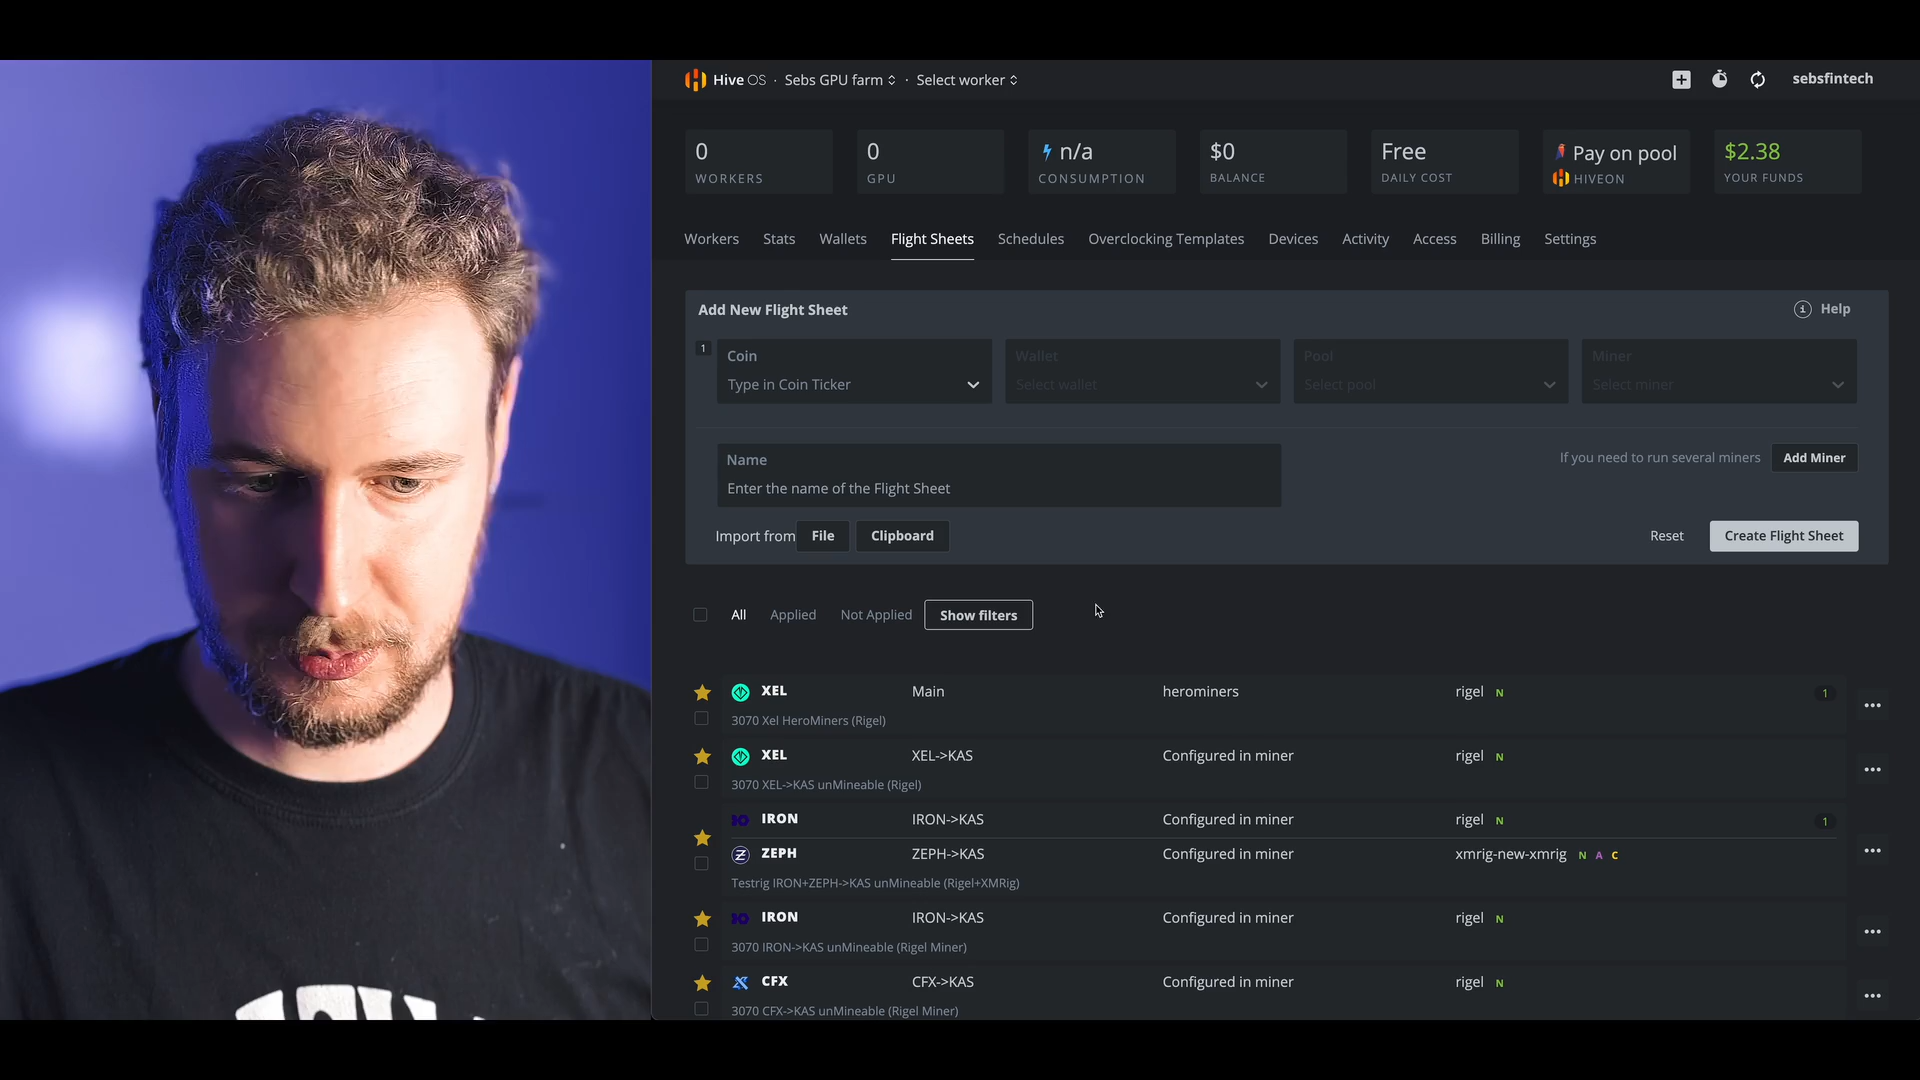 Hive OS · Sebs GPU farm · Select worker
sebsfintech
0 n/a $0 Free Pay on pool $2.38
WORKERS GPU CONSUMPTION BALANCE DAILY COST HIVEON YOUR FUNDS
0
Workers Stats Wallets Flight Sheets Schedules Overclocking Templates Devices Activity Access Billing Settings
Add New Flight Sheet Help
1 Coin Wallet Pool Miner
Type in Coin Ticker Select wallet Select pool Select miner
Name
Enter the name of the Flight Sheet
If you need to run several miners Add Miner
Import from File Clipboard Reset Create Flight Sheet
All Applied Not Applied Show filters
XEL Main herominers rigel N 1
3070 Xel HeroMiners (Rigel)
XEL XEL->KAS Configured in miner rigel N
3070 XEL->KAS unMineable (Rigel)
IRON IRON->KAS Configured in miner rigel N 1
ZEPH ZEPH->KAS Configured in miner xmrig-new-xmrig N A C
Testrig IRON+ZEPH->KAS unMineable (Rigel+XMRig)
IRON IRON->KAS Configured in miner rigel N
3070 IRON->KAS unMineable (Rigel Miner)
CFX CFX->KAS Configured in miner rigel N
3070 CFX->KAS unMineable (Rigel Miner)